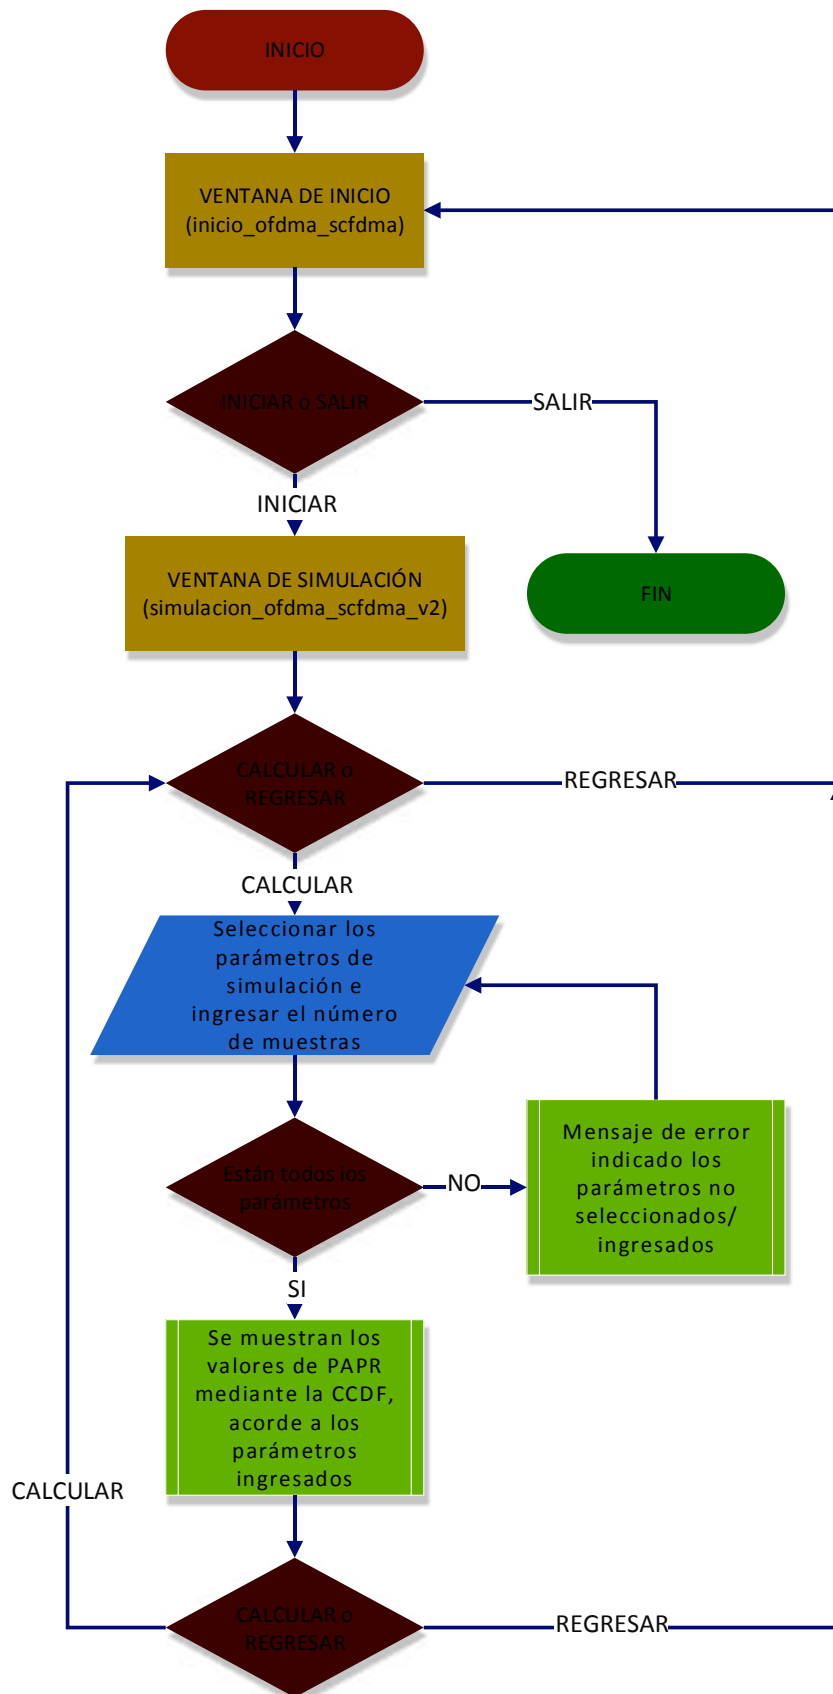 INICIO
VENTANA DE INICIO
(inicio_ofdma_scfdma)
INICIAR o SALIR
SALIR
INICIAR
VENTANA DE SIMULACIÓN
(simulacion_ofdma_scfdma_v2)
FIN
CALCULAR o
REGRESAR
REGRESAR
CALCULAR
Seleccionar los
parámetros de
simulación e
ingresar el número
de muestras
Están todos los
parámetros
NO
Mensaje de error
indicado los
parámetros no
seleccionados/
ingresados
SI
Se muestran los
valores de PAPR
mediante la CCDF,
acorde a los
parámetros
ingresados
CALCULAR
CALCULAR o
REGRESAR
REGRESAR